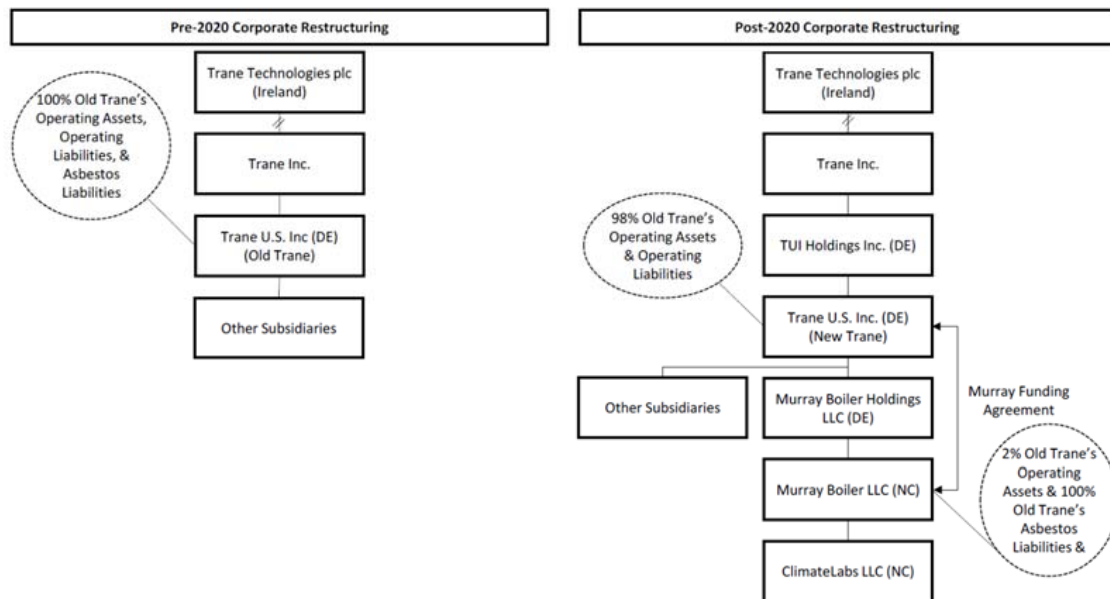 Pre-2020 Corporate Restructuring
Trane Technologies plc
(Ireland)
100% Old Trane's
Operating Assets,
Operating
Liabilities, &
Asbestos
Liabilities
Trane Inc.
Trane U.S. Inc (DE)
(Old Trane)
Other Subsidiaries
Post-2020 Corporate Restructuring
Trane Technologies plc
(Ireland)
Trane Inc.
98% Old Trane's
Operating Assets
& Operating
Liabilities
TUI Holdings Inc. (DE)
Trane U.S. Inc. (DE)
(New Trane)
Other Subsidiaries
Murray Boiler Holdings
LLC (DE)
Murray Funding
Agreement
Murray Boiler LLC (NC)
2% Old Trane's
Operating
Assets & 100%
Old Trane's
Asbestos
Liabilities &
ClimateLabs LLC (NC)